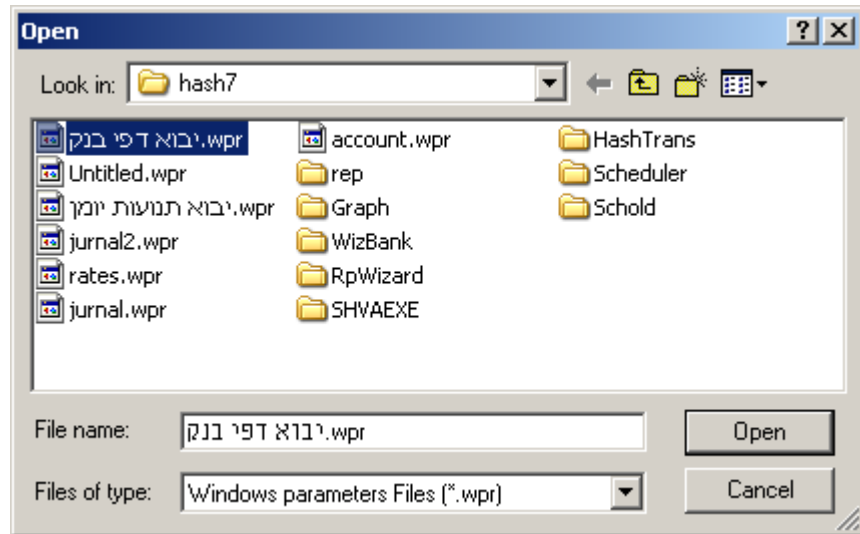 Open
Look in: hash7
יבוא דפי בנק.wpr
Untitled.wpr
יבוא תנועות יומן.wpr
jurnal2.wpr
rates.wpr
jurnal.wpr
account.wpr
rep
Graph
WizBank
RpWizard
SHVAEXE
HashTrans
Scheduler
Schold
File name: יבוא דפי בנק.wpr
Open
Files of type: Windows parameters Files (*.wpr)
Cancel